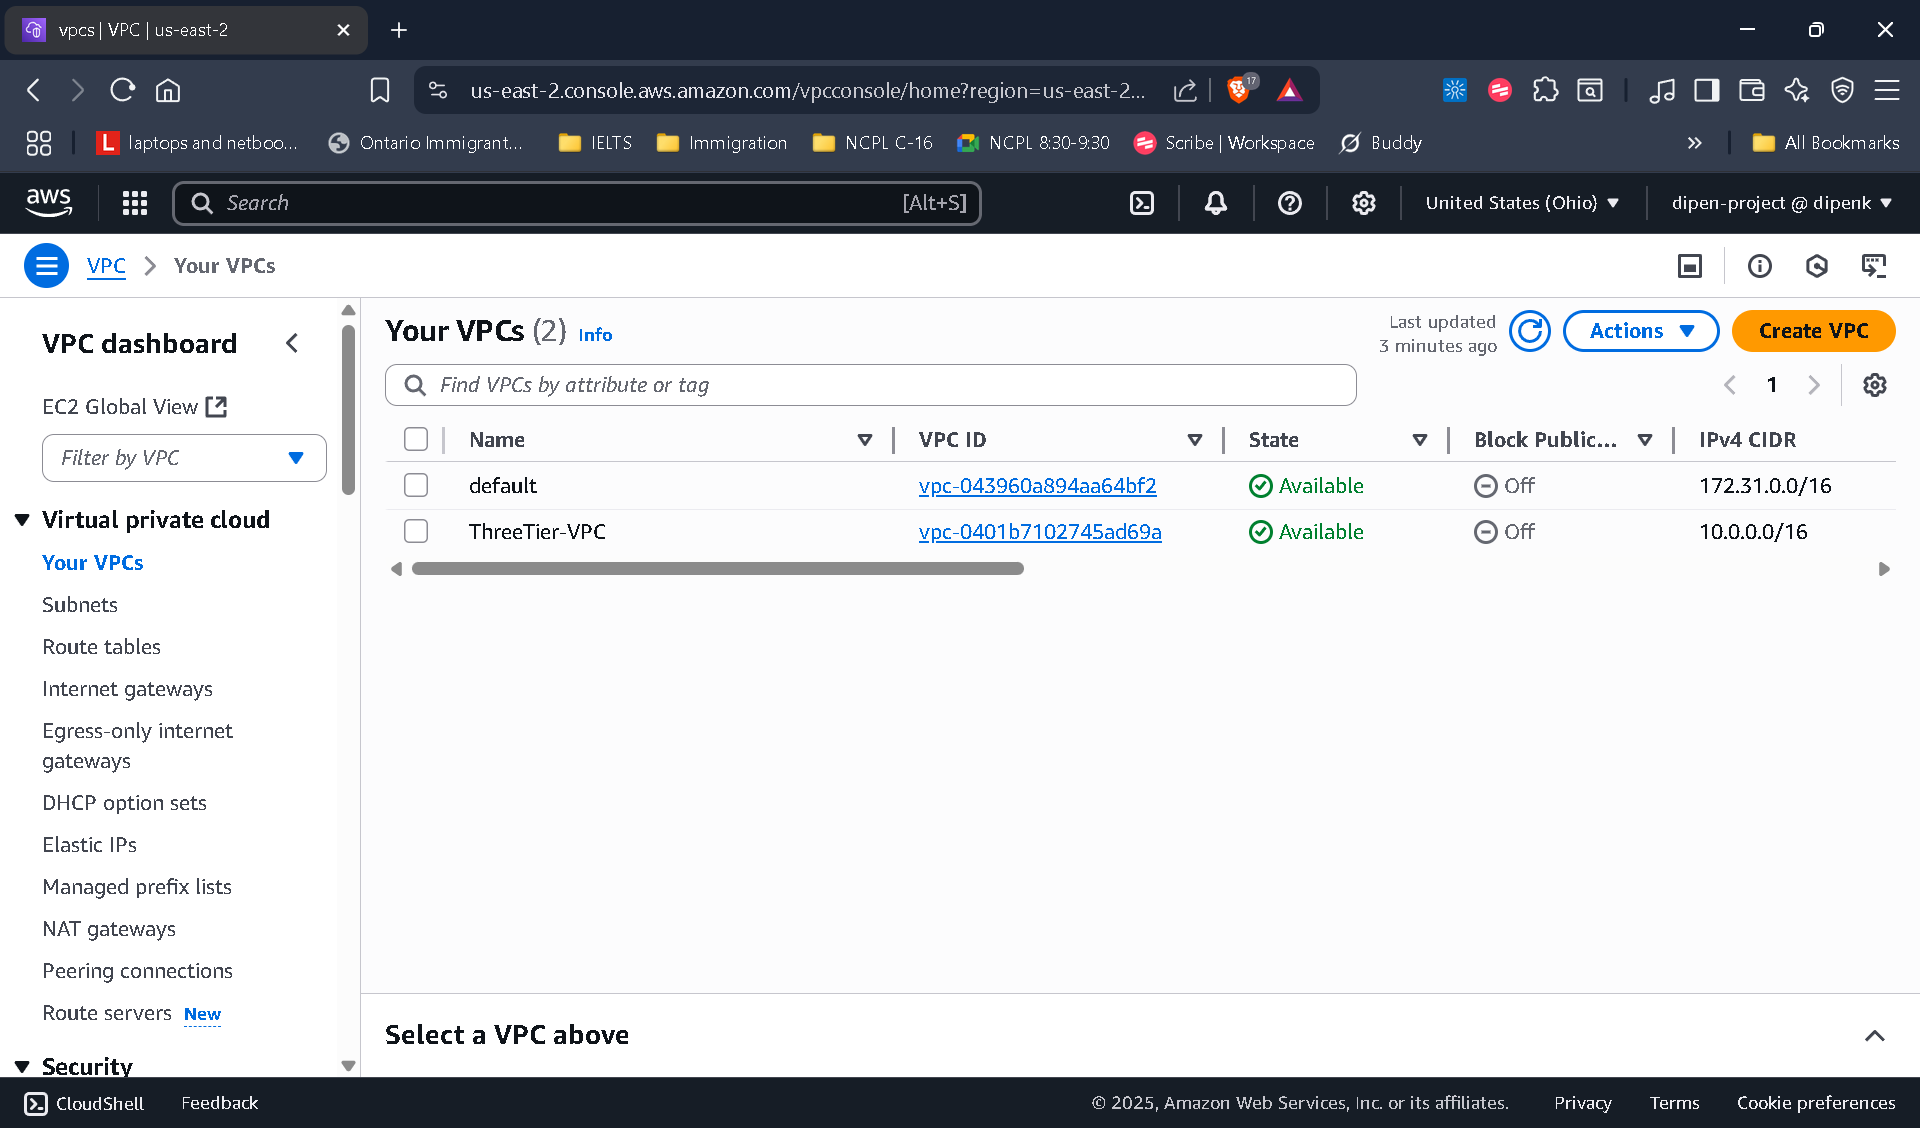 vpcs | VPC | us-east-2
us-east-2.console.aws.amazon.com/vpcconsole/home?region=us-east-2...
17
L laptops and netboo...
Ontario Immigrant...
IELTS
Immigration
NCPL C-16
NCPL 8:30-9:30
Scribe | Workspace
Buddy
All Bookmarks
aws
Search
[Alt+S]
United States (Ohio)
dipen-project @ dipenk
VPC
Your VPCs
VPC dashboard
EC2 Global View
Filter by VPC
Virtual private cloud
Your VPCs
Subnets
Route tables
Internet gateways
Egress-only internet
gateways
DHCP option sets
Elastic IPs
Managed prefix lists
NAT gateways
Peering connections
Route servers New
Security
Your VPCs (2) Info
Last updated
3 minutes ago
Actions
Create VPC
Find VPCs by attribute or tag
1
Name VPC ID State Block Public... IPv4 CIDR
default vpc-043960a894aa64bf2 Available Off 172.31.0.0/16
ThreeTier-VPC vpc-0401b7102745ad69a Available Off 10.0.0.0/16
Select a VPC above
CloudShell
Feedback
© 2025, Amazon Web Services, Inc. or its affiliates.
Privacy
Terms
Cookie preferences